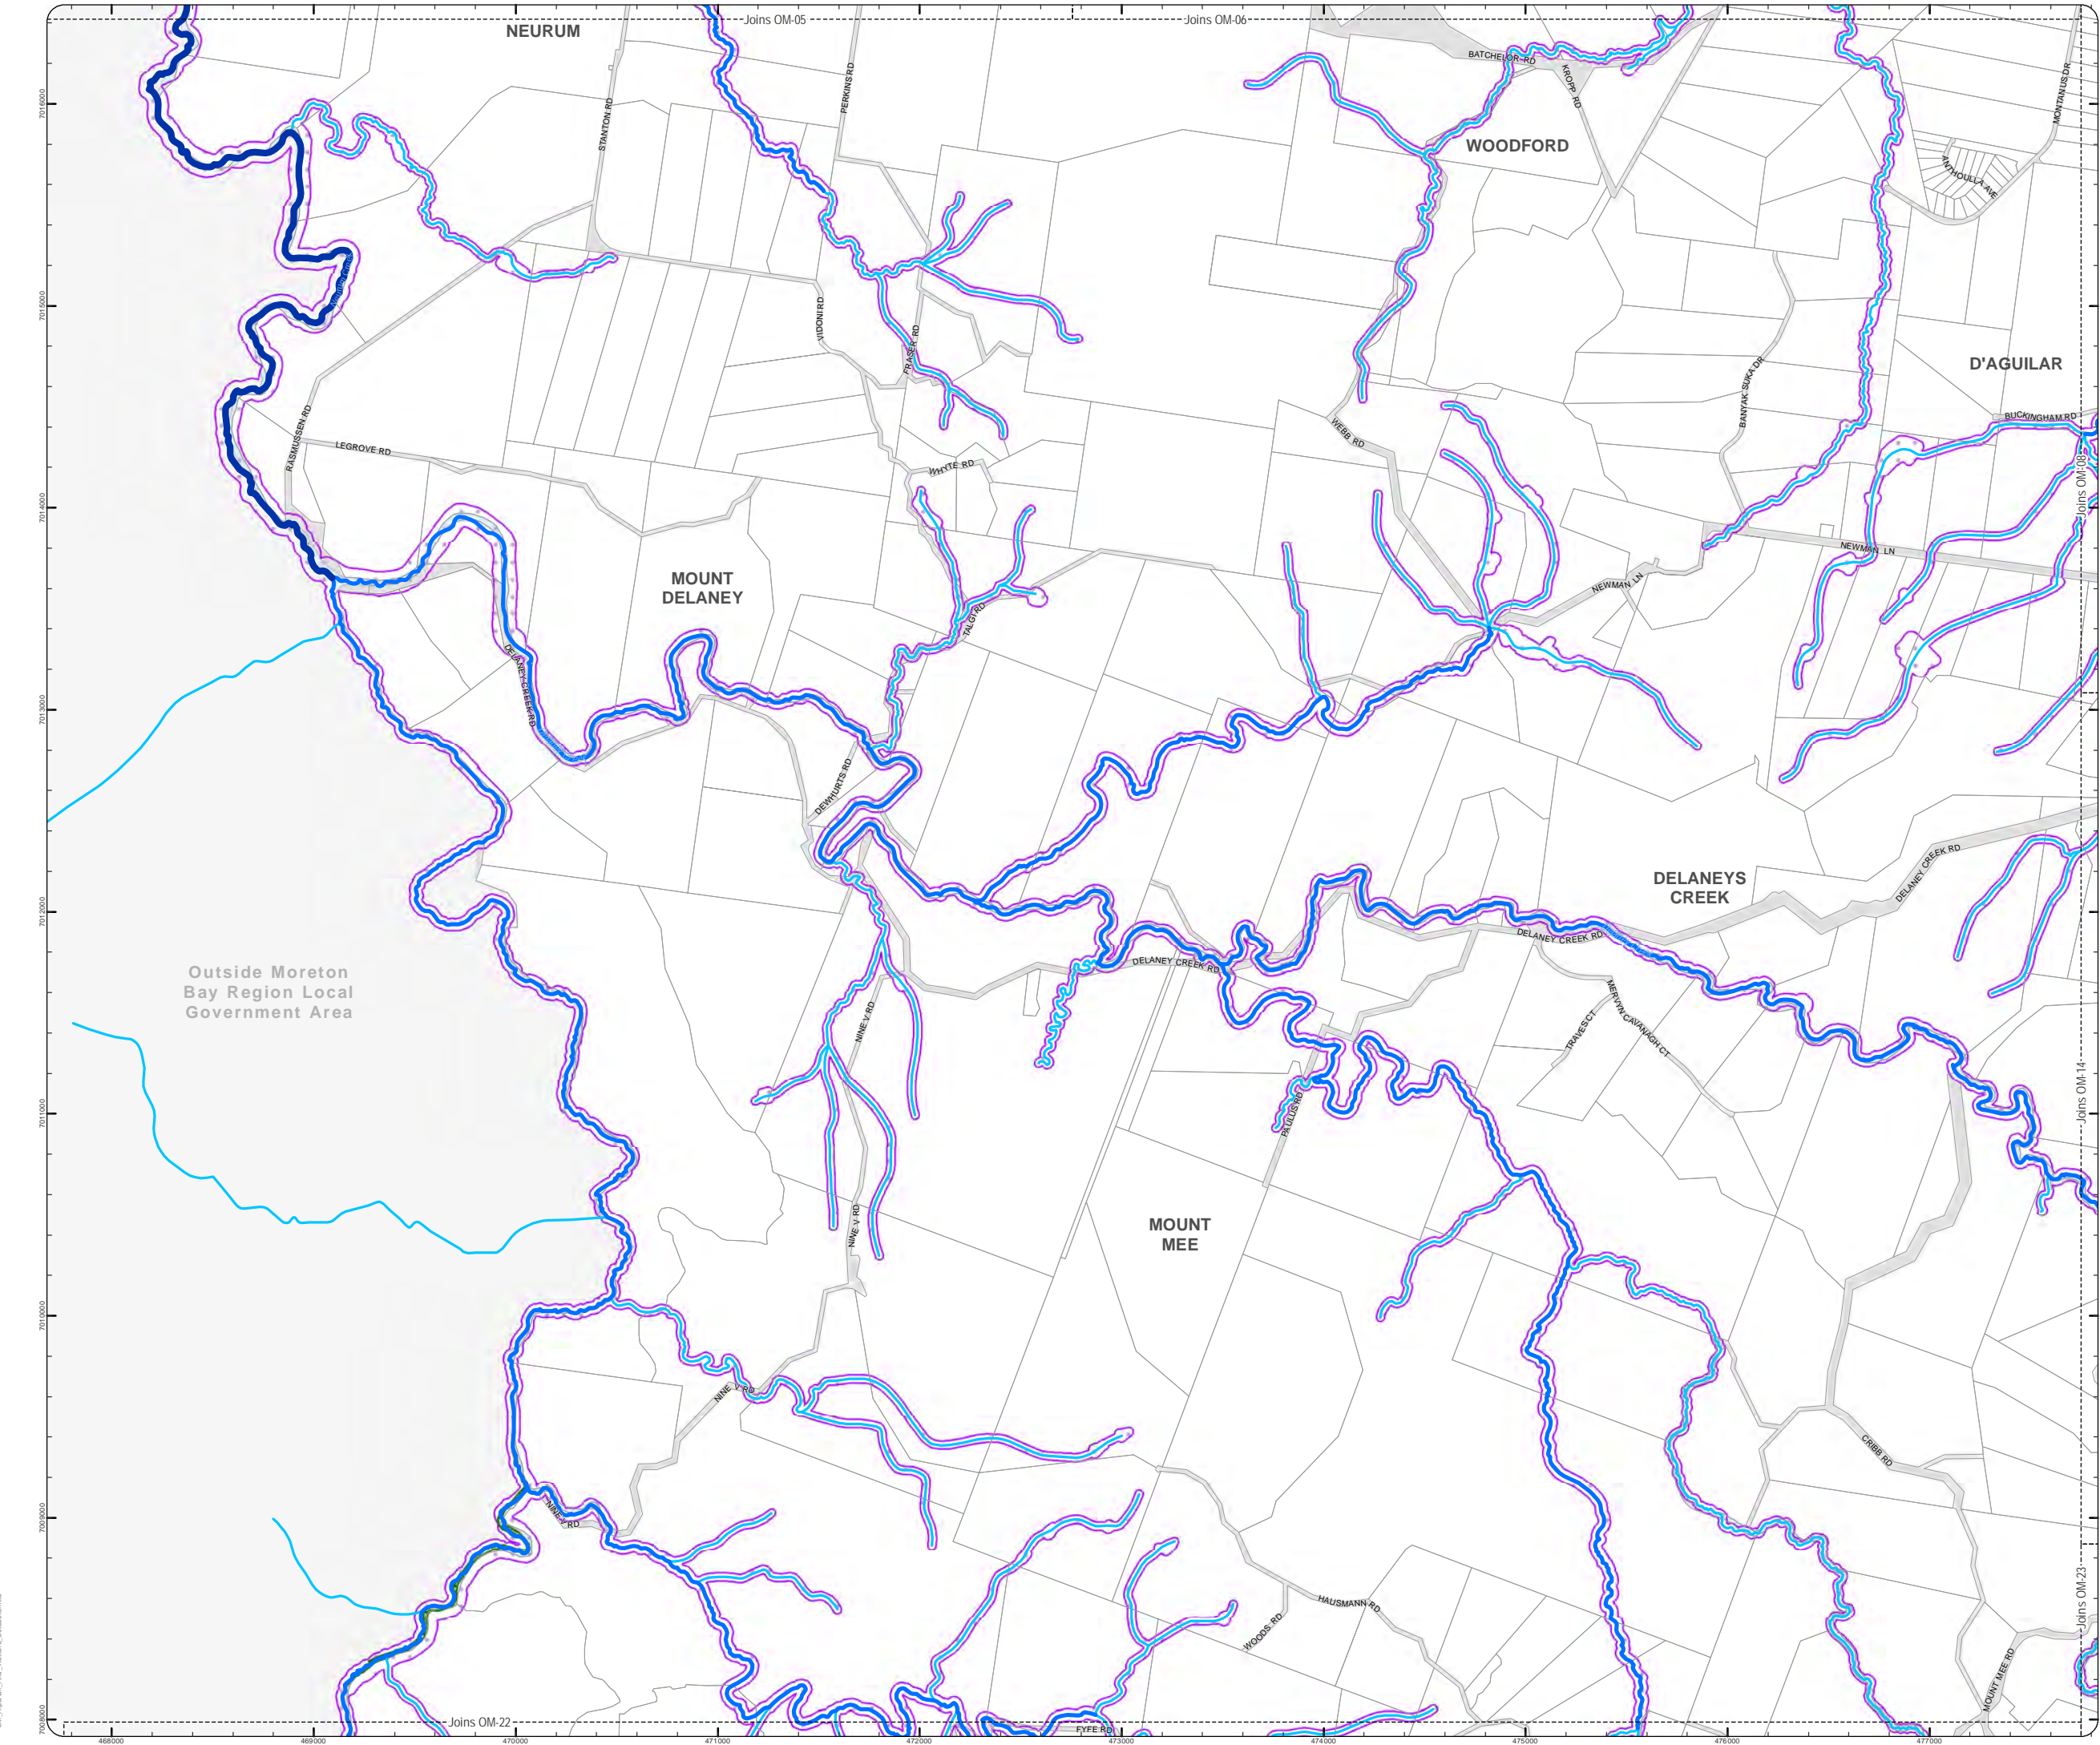 Joins OM-05
Joins OM-06
NEURUM
BATCHELOR RD
KROPP RD
PERKINS RD
MONTANUS DR
7016000
STANTON RD
WOODFORD
ANTHOULLA AVE
7015000
VIDONI RD
FRASER RD
D'AGUILAR
BANYAK SUKA DR
BUCKINGHAM RD
RASMUSSEN RD
LEGROVE RD
WEBB RD
WHYTE RD
Joins OM-08
7014000
NEWMAN LN
MOUNT
DELANEY
NEWMAN LN
TALGI RD
DELANEY CREEK RD
7013000
DEWHURTS RD
DELANEY CREEK RD
DELANEYS
CREEK
7012000
DELANEY CREEK RD
DELANEY CREEK RD
Outside Moreton
Bay Region Local
Government Area
NINE V RD
MERVYN CAVANAGH CT
TRAVES CT
Joins OM-14
7011000
PAULUS RD
NINE V RD
MOUNT
MEE
7010000
NINE V RD
CRIBB RD
7009000
NINE V RD
HAUSMANN RD
WOODS RD
Joins OM-23
MOUNT MEE RD
7008000
Joins OM-22
FYFE RD
468000
469000
470000
471000
472000
473000
474000
475000
476000
477000